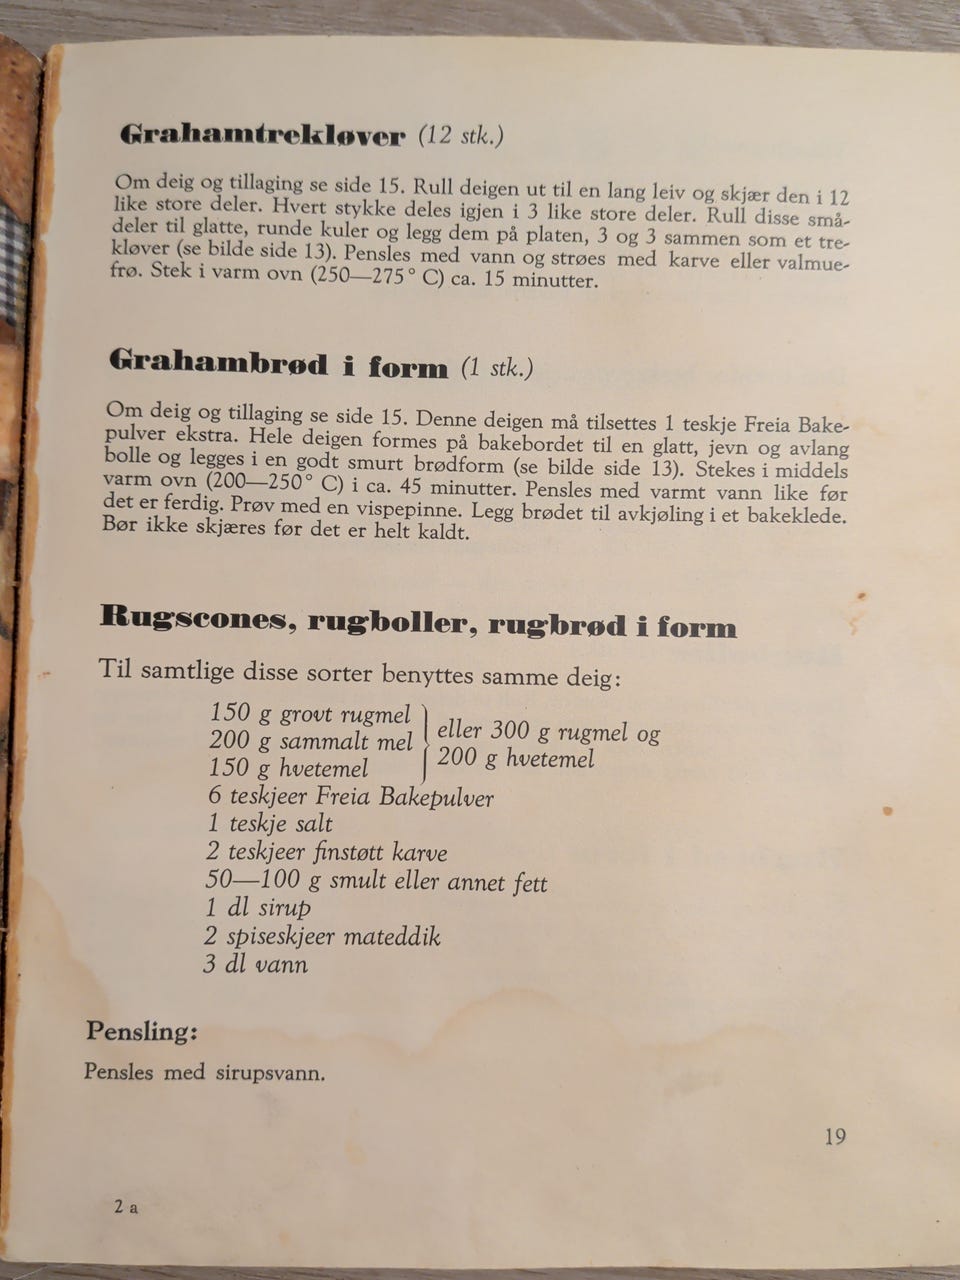 Grahamtrekløver (12 stk.)
Om deig og tillaging se side 15. Rull deigen ut til en lang leiv og skjær den i 12
like store deler. Hvert stykke deles igjen i 3 like store deler. Rull disse små-
deler til glatte, runde kuler og legg dem på platen, 3 og 3 sammen som et tre-
kløver (se bilde side 13). Pensles med vann og strøes med karve eller valmue-
frø. Stek i varm ovn (250—275° C) ca. 15 minutter.
Grahambrød i form (1 stk.)
Om deig og tillaging se side 15. Denne deigen må tilsettes 1 teskje Freia Bake-
pulver ekstra. Hele deigen formes på bakebordet til en glatt, jevn og avlang
bolle og legges i en godt smurt brødform (se bilde side 13). Stekes i middels
varm ovn (200—250° C) i ca. 45 minutter. Pensles med varmt vann like før
det er ferdig. Prøv med en vispepinne. Legg brødet til avkjøling i et bakeklede.
Bør ikke skjæres før det er helt kaldt.
Rugscones, rugboller, rugbrød i form
Til samtlige disse sorter benyttes samme deig:
150 g grovt rugmel
200 g sammalt mel
150 g hvetemel
eller 300 g rugmel og
200 g hvetemel
6 teskjeer Freia Bakepulver
1 teskje salt
2 teskjeer finstøtt karve
50—100 g smult eller annet fett
1 dl sirup
2 spiseskjeer mateddik
3 dl vann
Pensling:
Pensles med sirupsvann.
19
2 a